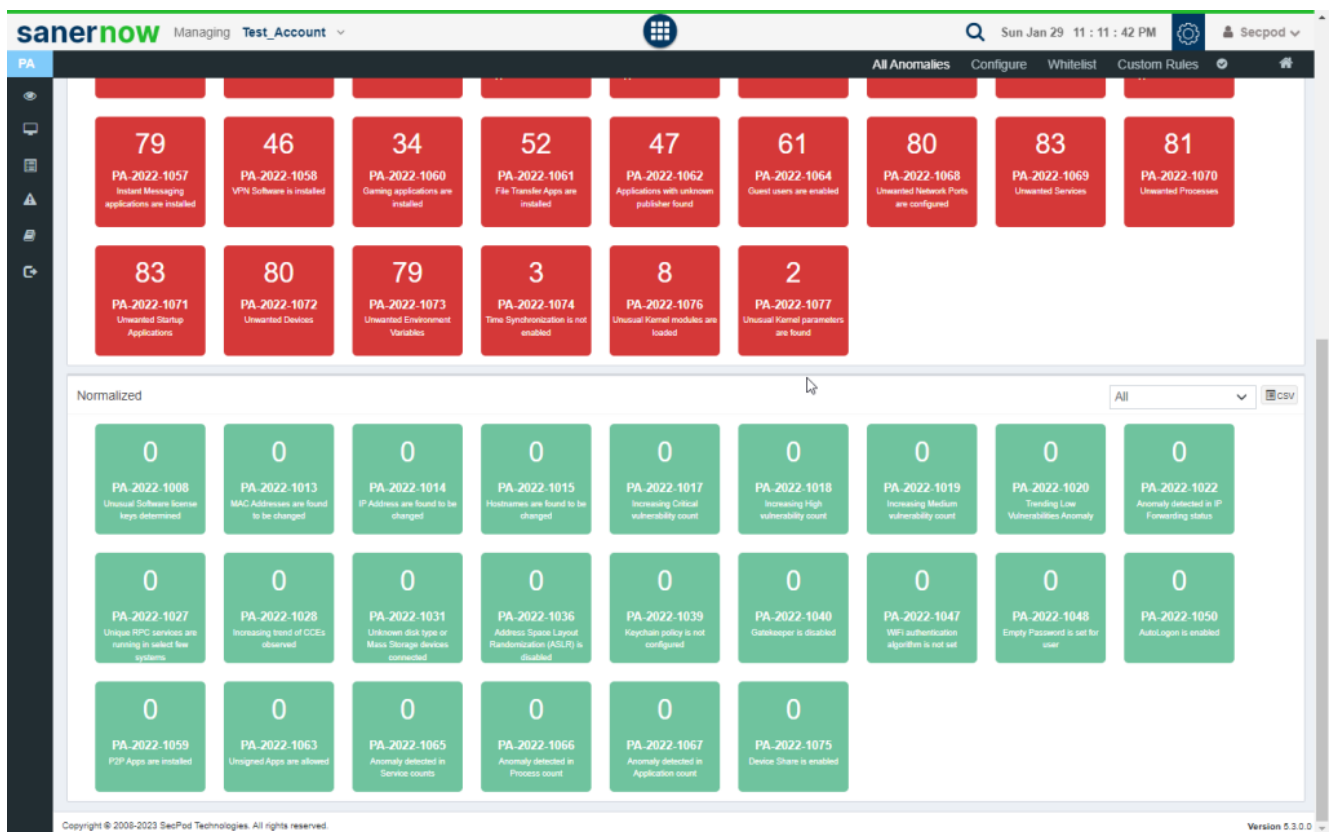 sanernow Managing Test_Account Sun Jan 29 11 : 11 : 42 PM Secpod
PA All Anomalies Configure Whitelist Custom Rules
79 46 34 52 47 61 80 83 81
PA-2022-1057 PA-2022-1058 PA-2022-1060 PA-2022-1061 PA-2022-1062 PA-2022-1064 PA-2022-1068 PA-2022-1069 PA-2022-1070
Instant Messaging VPN Software is installed Gaming applications are File Transfer Apps are Applications with unknown Guest users are enabled Unwanted Network Ports Unwanted Services Unwanted Processes
applications are installed installed installed publisher found are configured
83 80 79 3 8 2
PA-2022-1071 PA-2022-1072 PA-2022-1073 PA-2022-1074 PA-2022-1076 PA-2022-1077
Unwanted Startup Unwanted Devices Unwanted Environment Time Synchronization is not Unusual Kernel modules are Unusual Kernel parameters
Applications Variables enabled loaded are found
Normalized All CSV
0 0 0 0 0 0 0 0 0
PA-2022-1008 PA-2022-1013 PA-2022-1014 PA-2022-1015 PA-2022-1017 PA-2022-1018 PA-2022-1019 PA-2022-1020 PA-2022-1022
Unusual Software license MAC Addresses are found IP Address are found to be Hostnames are found to be Increasing Critical Increasing High Increasing Medium Trending Low Anomaly detected in IP
keys determined to be changed changed changed vulnerability count vulnerability count vulnerability count Vulnerabilities Anomaly Forwarding status
0 0 0 0 0 0 0 0 0
PA-2022-1027 PA-2022-1028 PA-2022-1031 PA-2022-1036 PA-2022-1039 PA-2022-1040 PA-2022-1047 PA-2022-1048 PA-2022-1050
Unique RPC services are Increasing trend of CCEs Unknown disk type or Address Space Layout Keychain policy is not Gatekeeper is disabled WiFi authentication Empty Password is set for AutoLogon is enabled
running in select few observed Mass Storage devices Randomization (ASLR) is configured algorithm is not set user
systems connected disabled
0 0 0 0 0 0
PA-2022-1059 PA-2022-1063 PA-2022-1065 PA-2022-1066 PA-2022-1067 PA-2022-1075
P2P Apps are installed Unsigned Apps are allowed Anomaly detected in Anomaly detected in Anomaly detected in Device Share is enabled
Service counts Process count Application count
Copyright © 2008-2023 SecPod Technologies. All rights reserved. Version 5.3.0.0